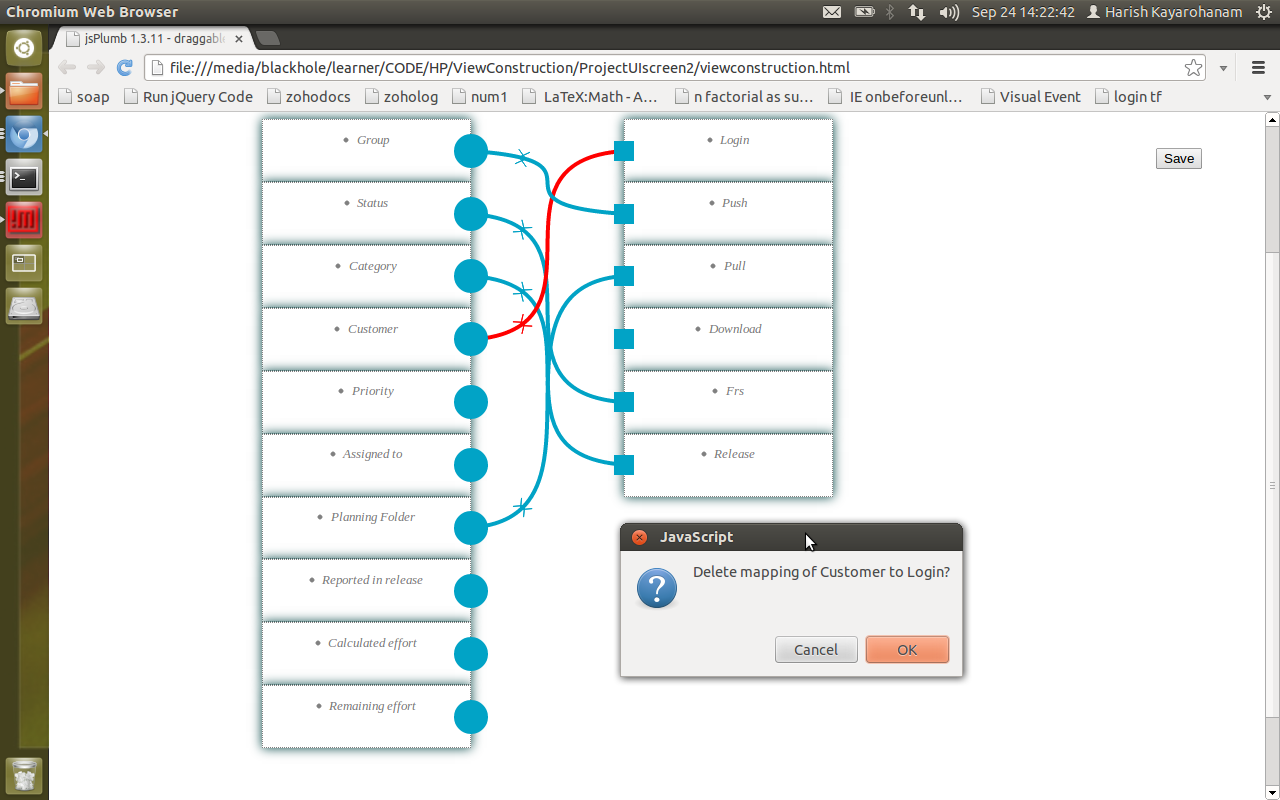 Chromium Web Browser
Sep 24 14:22:42 Harish Kayarohanam
jsPlumb 1.3.11 - draggabl
file:///media/blackhole/learner/CODE/HP/ViewConstruction/ProjectUIscreen2/viewconstruction.html
soap Run jQuery Code zohodocs zoholog num1 LaTeX:Math - A… n factorial as su… IE onbeforeunl… Visual Event login tf
• Group
• Login
Save
• Status
• Push
• Category
• Pull
• Customer
• Download
• Priority
• Frs
• Assigned to
• Release
• Planning Folder
• Reported in release
• Calculated effort
• Remaining effort
JavaScript
Delete mapping of Customer to Login?
Cancel OK